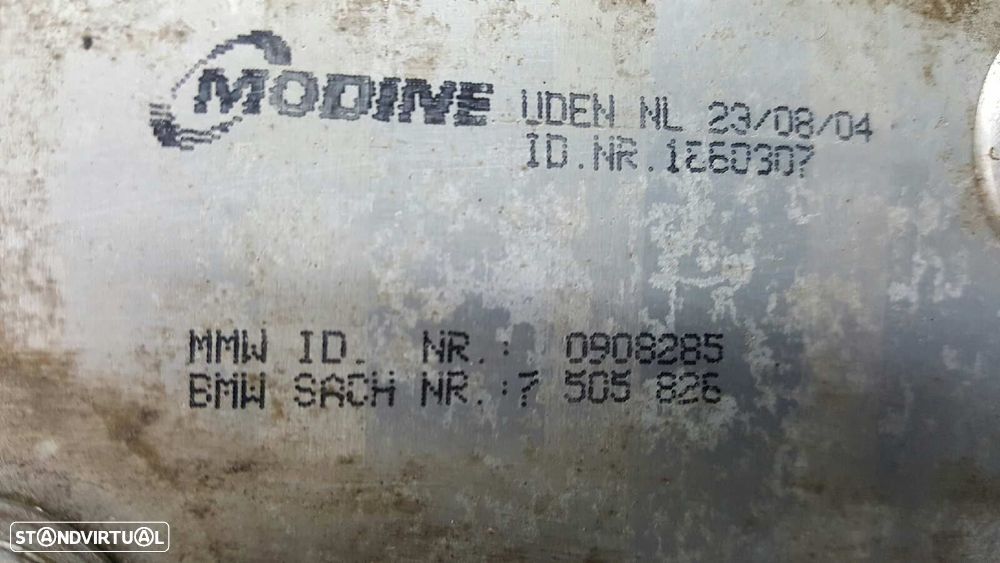 MODINE UDEN NL 23/08/04
ID.NR.1E60307
MMW ID. NR.: 0908285
BMW SACH NR.:7 505 826
STANDVIRTUAL